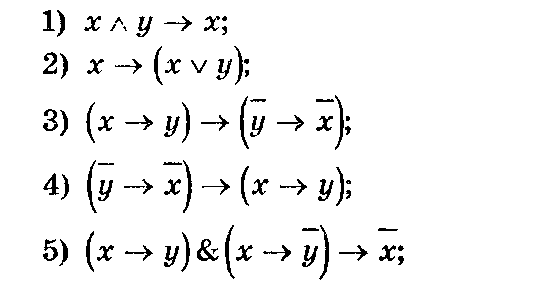 1) x ∧ y → x;
2) x → (x ∨ y);
3) (x → y) → (y̅ → x̅);
4) (y̅ → x̅) → (x → y);
5) (x → y) & (x → y̅) → x̅;